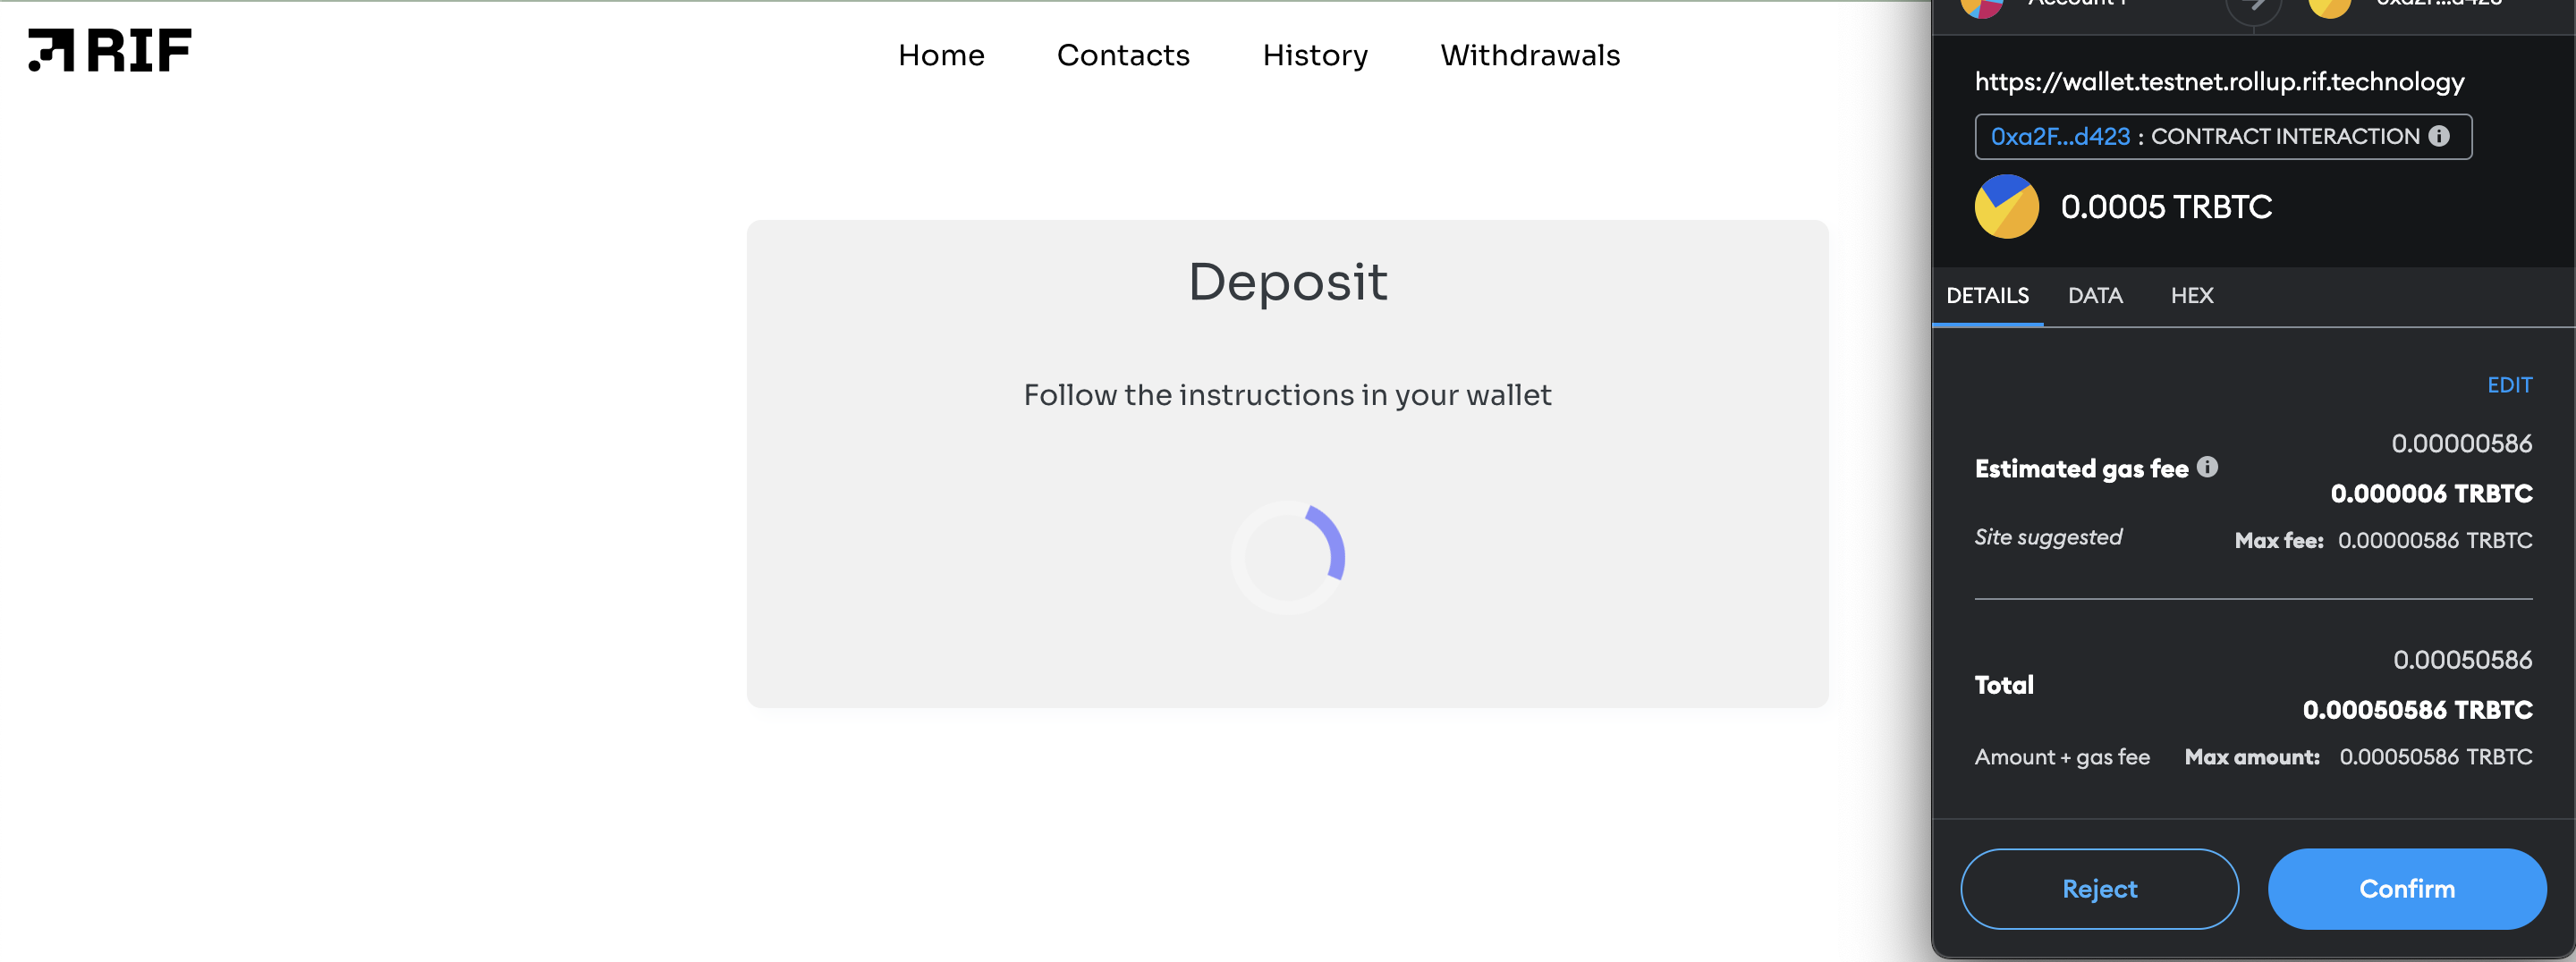 RIF
Home
Contacts
History
Withdrawals
Deposit
Follow the instructions in your wallet
https://wallet.testnet.rollup.rif.technology
0xa2F...d423 : CONTRACT INTERACTION
0.0005 TRBTC
DETAILS
DATA
HEX
EDIT
0.00000586
Estimated gas fee
0.000006 TRBTC
Site suggested
Max fee: 0.00000586 TRBTC
0.00050586
Total
0.00050586 TRBTC
Amount + gas fee
Max amount: 0.00050586 TRBTC
Reject
Confirm